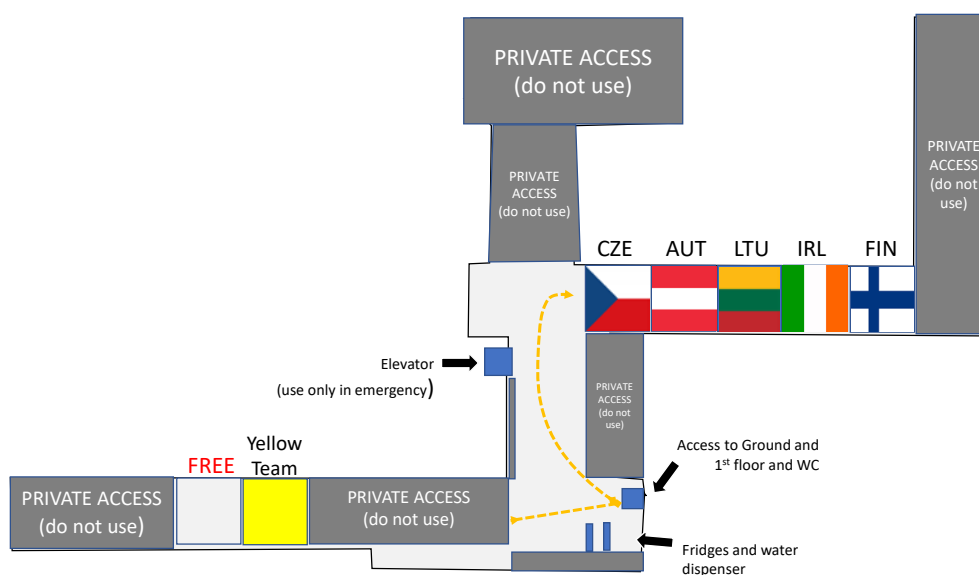 PRIVATE ACCESS
(do not use)
PRIVATE
ACCESS
(do not use)
PRIVATE
ACCESS
(do not
use)
CZE
AUT
LTU
IRL
FIN
Elevator
(use only in emergency)
PRIVATE
ACCESS
(do not
use)
Access to Ground and
1st floor and WC
FREE
Yellow
Team
PRIVATE ACCESS
(do not use)
PRIVATE ACCESS
(do not use)
Fridges and water
dispenser